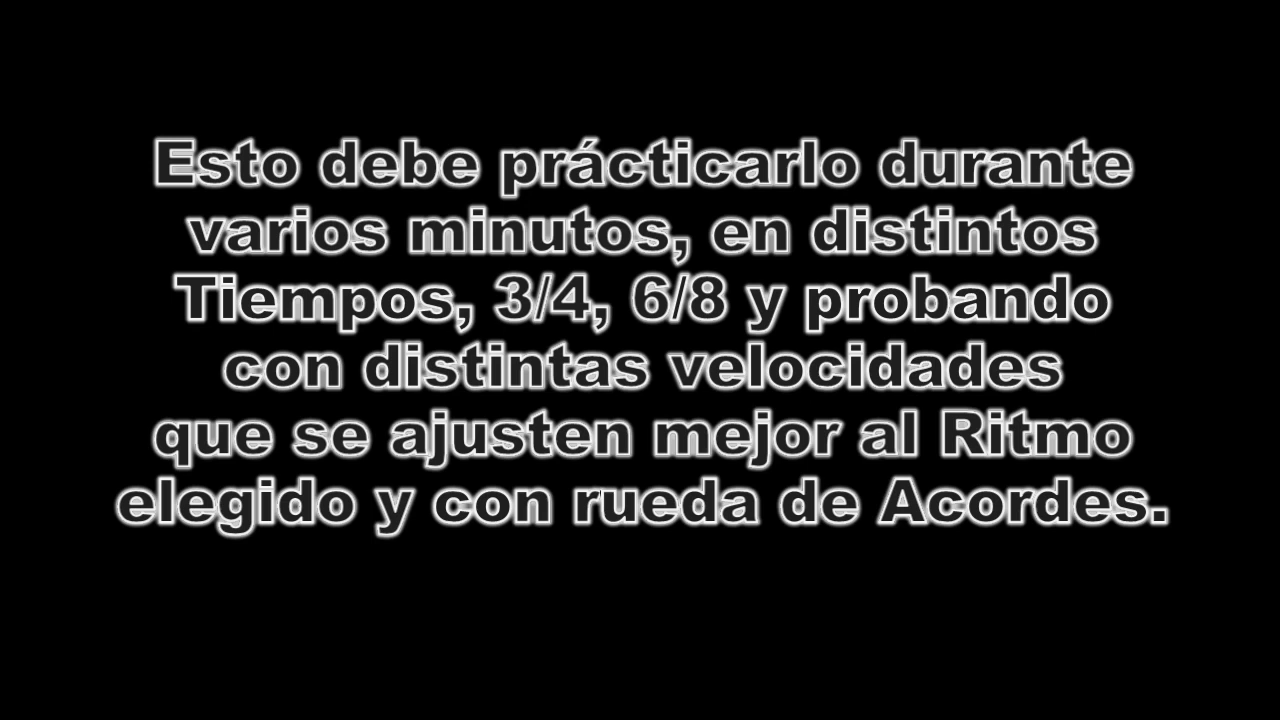 Esto debe prácticarlo durante
varios minutos, en distintos
Tiempos, 3/4, 6/8 y probando
con distintas velocidades
que se ajusten mejor al Ritmo
elegido y con rueda de Acordes.